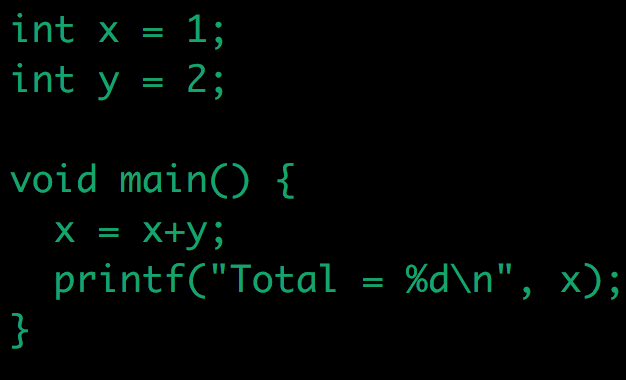 int x = 1;
int y = 2;

void main() {
  x = x+y;
  printf("Total = %d\n", x);
}